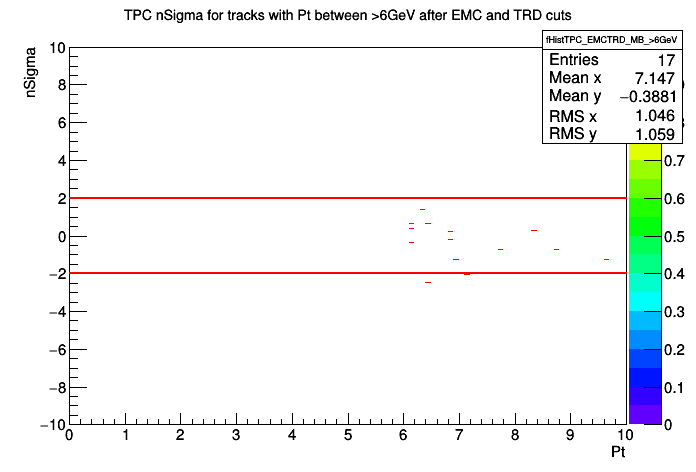 TPC nSigma for tracks with Pt between >6GeV after EMC and TRD cuts
fHistTPC_EMCTRD_MB_>6GeV
Entries 17
Mean x 7.147
Mean y −0.3881
RMS x 1.046
RMS y 1.059
nSigma
10
8
6
4
2
0
−2
−4
−6
−8
−10
0 1 2 3 4 5 6 7 8 9 10
Pt
0.7
0.6
0.5
0.4
0.3
0.2
0.1
0